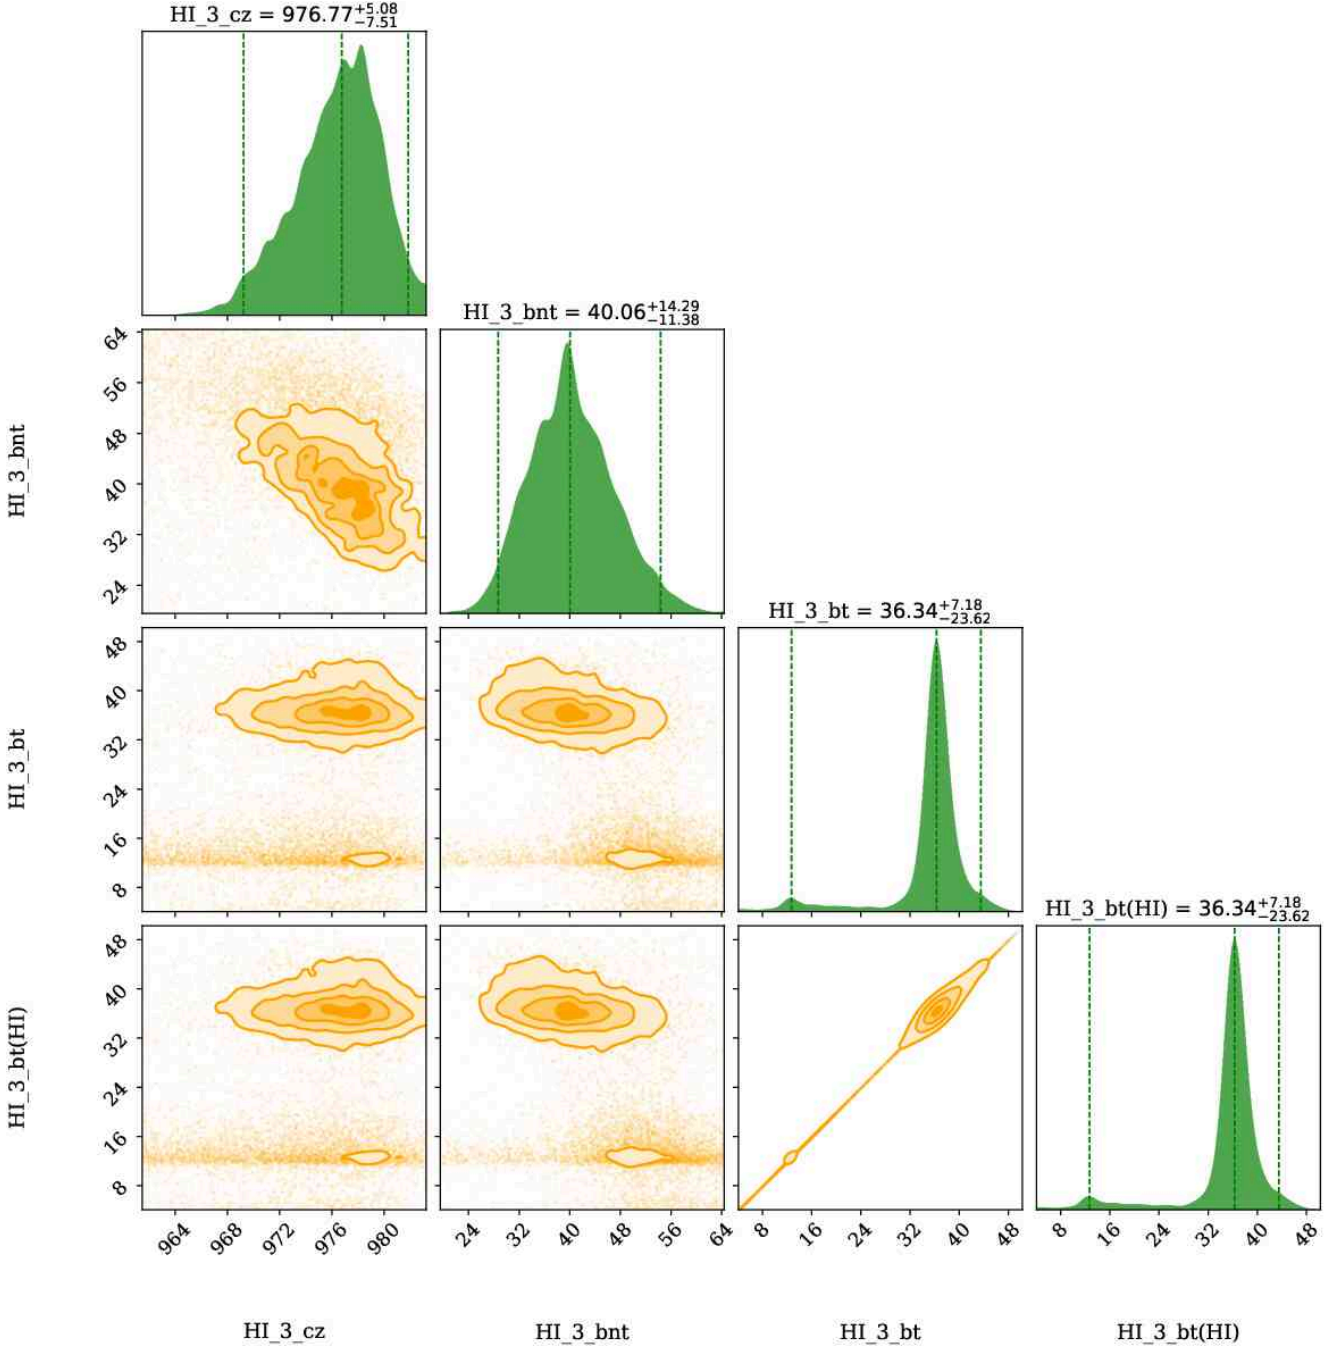 HI_3_cz = 976.77+5.08−7.51
HI_3_bnt = 40.06+14.29−11.38
64
56
48
40
32
24
HI_3_bnt
HI_3_bt = 36.34+7.18−23.62
48
40
32
24
16
8
HI_3_bt
HI_3_bt(HI) = 36.34+7.18−23.62
48
40
32
24
16
8
HI_3_bt(HI)
964 968 972 976 980
24 32 40 48 56 64
8 16 24 32 40 48
8 16 24 32 40 48
HI_3_cz HI_3_bnt HI_3_bt HI_3_bt(HI)